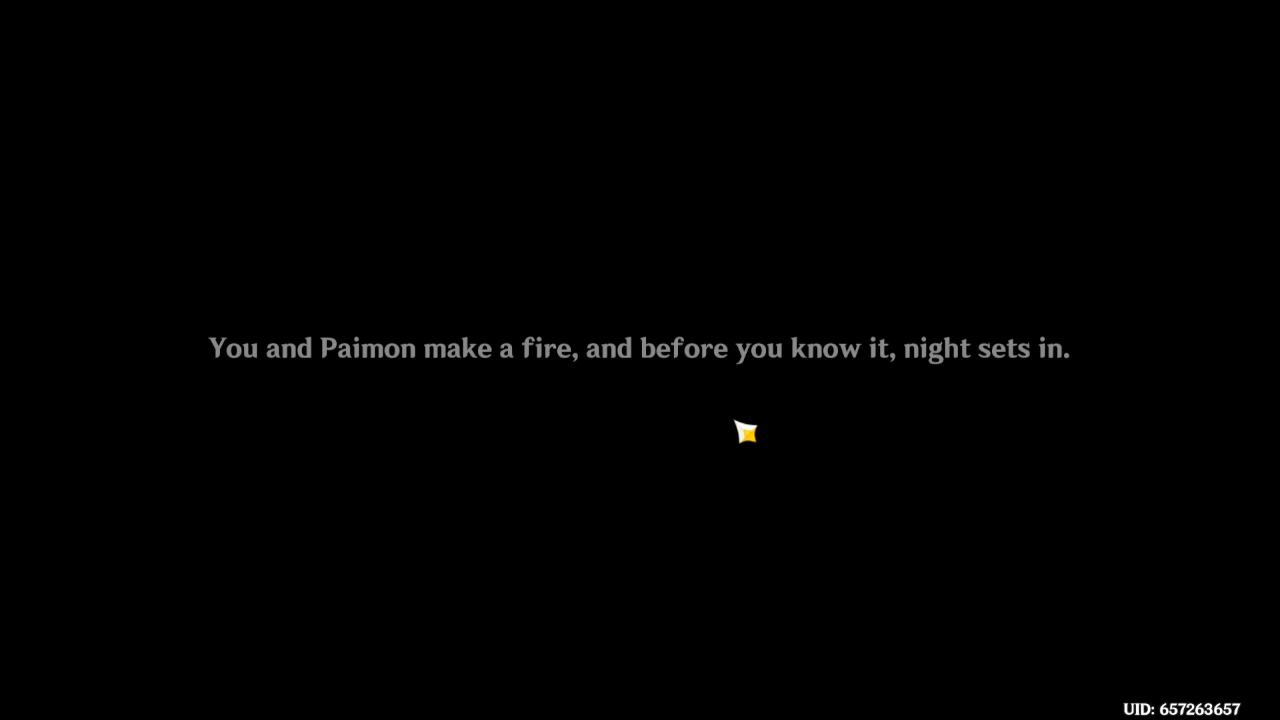 You and Paimon make a fire, and before you know it, night sets in.
UID: 657263657